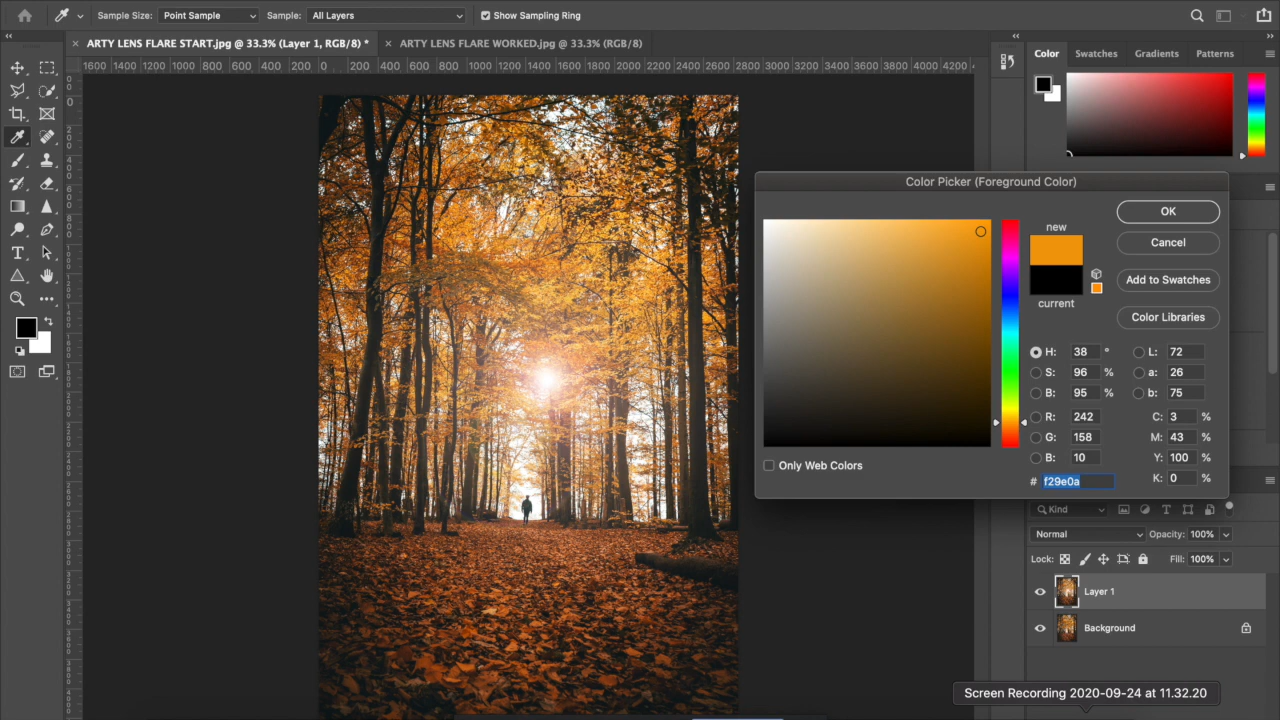 Sample Size: Point Sample Sample: All Layers Show Sampling Ring
ARTY LENS FLARE START.jpg @ 33.3% (Layer 1, RGB/8) * ARTY LENS FLARE WORKED.jpg @ 33.3% (RGB/8)
1600 1400 1200 1000 800 600 400 200 0 200 400 600 800 1000 1200 1400 1600 1800 2000 2200 2400 2600 2800 3000 3200 3400 3600 3800 4000 4200
Color Swatches Gradients Patterns
Color Picker (Foreground Color)
new
current
OK
Cancel
Add to Swatches
Color Libraries
H: 38 ° L: 72
S: 96 % a: 26
B: 95 % b: 75
R: 242 C: 3 %
G: 158 M: 43 %
B: 10 Y: 100 %
# f29e0a K: 0 %
Only Web Colors
Kind
Normal Opacity: 100%
Lock: Fill: 100%
Layer 1
Background
Screen Recording 2020-09-24 at 11.32.20